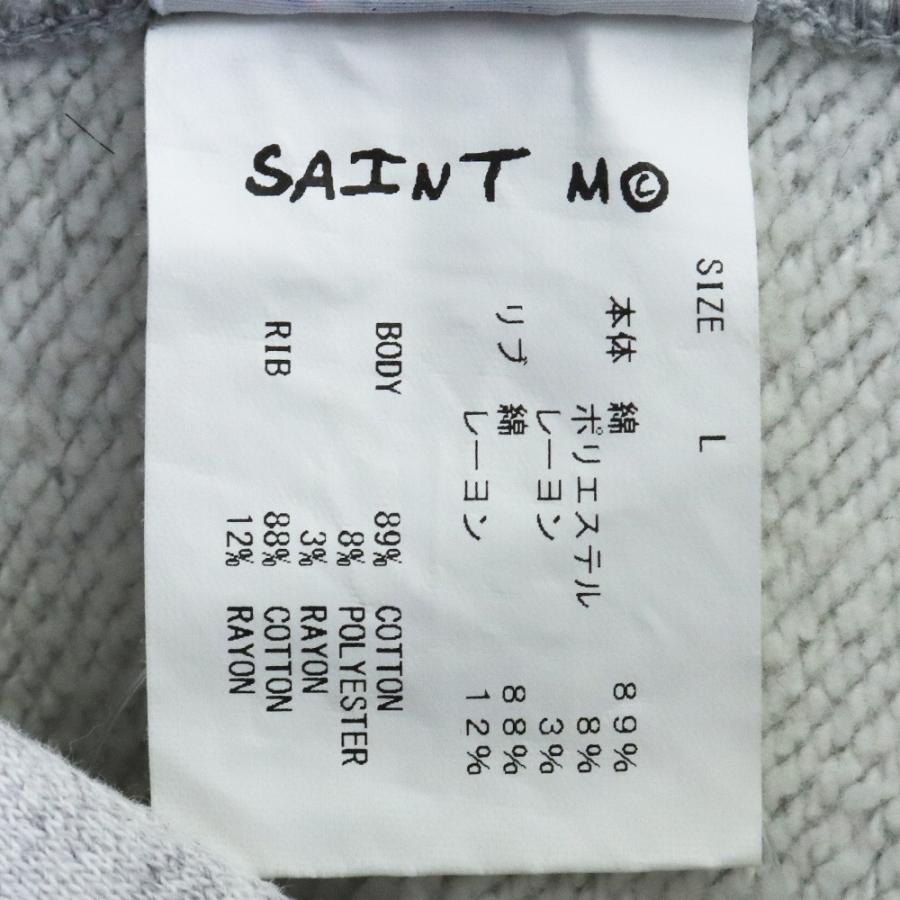 SAINT M©
SIZE L
本体 綿 89%
ポリエステル 8%
レーヨン 3%
リブ 綿 88%
レーヨン 12%
BODY 89% COTTON
8% POLYESTER
3% RAYON
RIB 88% COTTON
12% RAYON